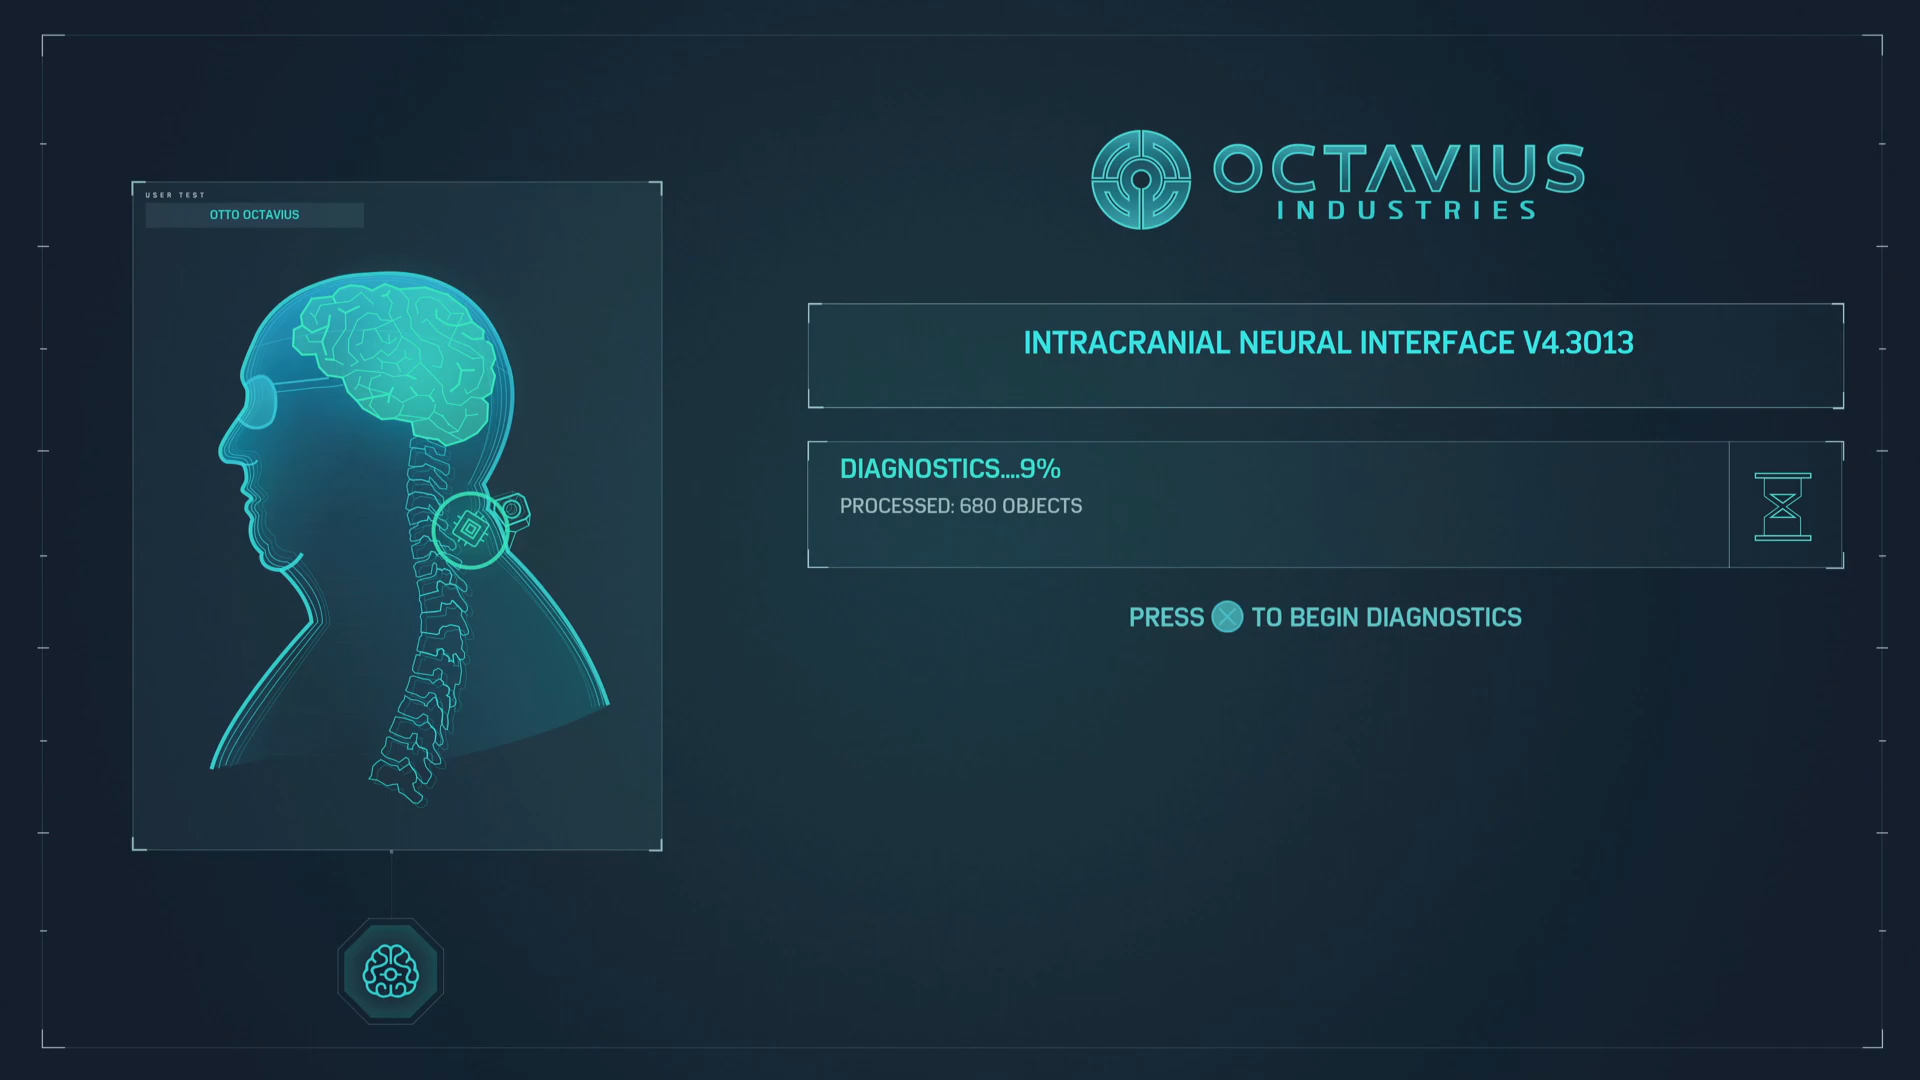 USER TEST
OTTO OCTAVIUS
OCTAVIUS
INDUSTRIES
INTRACRANIAL NEURAL INTERFACE V4.3013
DIAGNOSTICS....9%
PROCESSED: 680 OBJECTS
PRESS TO BEGIN DIAGNOSTICS